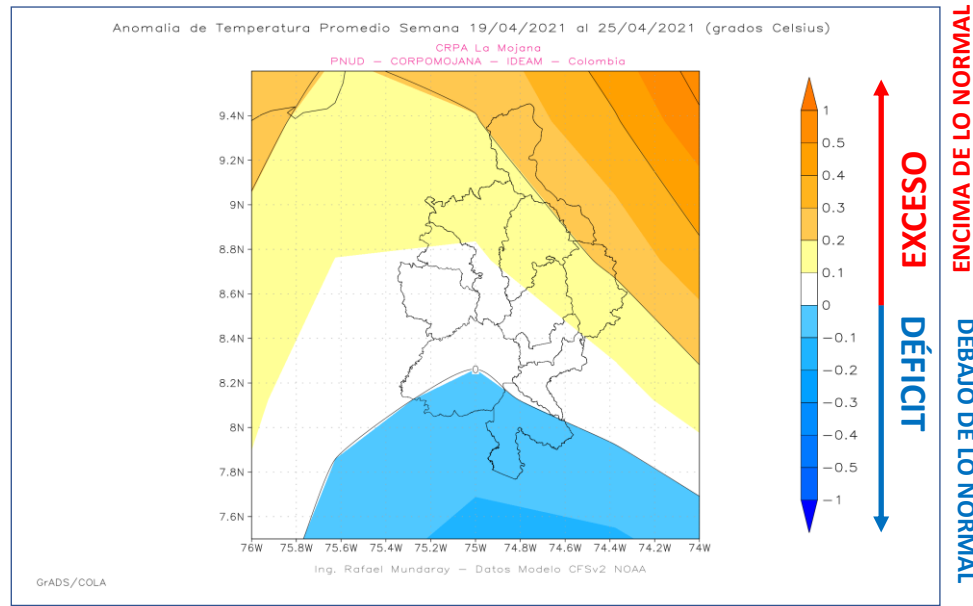 Anomalia de Temperatura Promedio Semana 19/04/2021 al 25/04/2021 (grados Celsius)
CRPA La Mojana
PNUD – CORPOMOJANA – IDEAM – Colombia
9.4N
9.2N
9N
8.8N
8.6N
8.4N
8.2N
8N
7.8N
7.6N
0
76W 75.8W 75.6W 75.4W 75.2W 75W 74.8W 74.6W 74.4W 74.2W 74W
1
0.5
0.4
0.3
0.2
0.1
0
-0.1
-0.2
-0.3
-0.4
-0.5
-1
EXCESO
DÉFICIT
ENCIMA DE LO NORMAL
DEBAJO DE LO NORMAL
Ing. Rafael Mundaray – Datos Modelo CFSv2 NOAA
GrADS/COLA